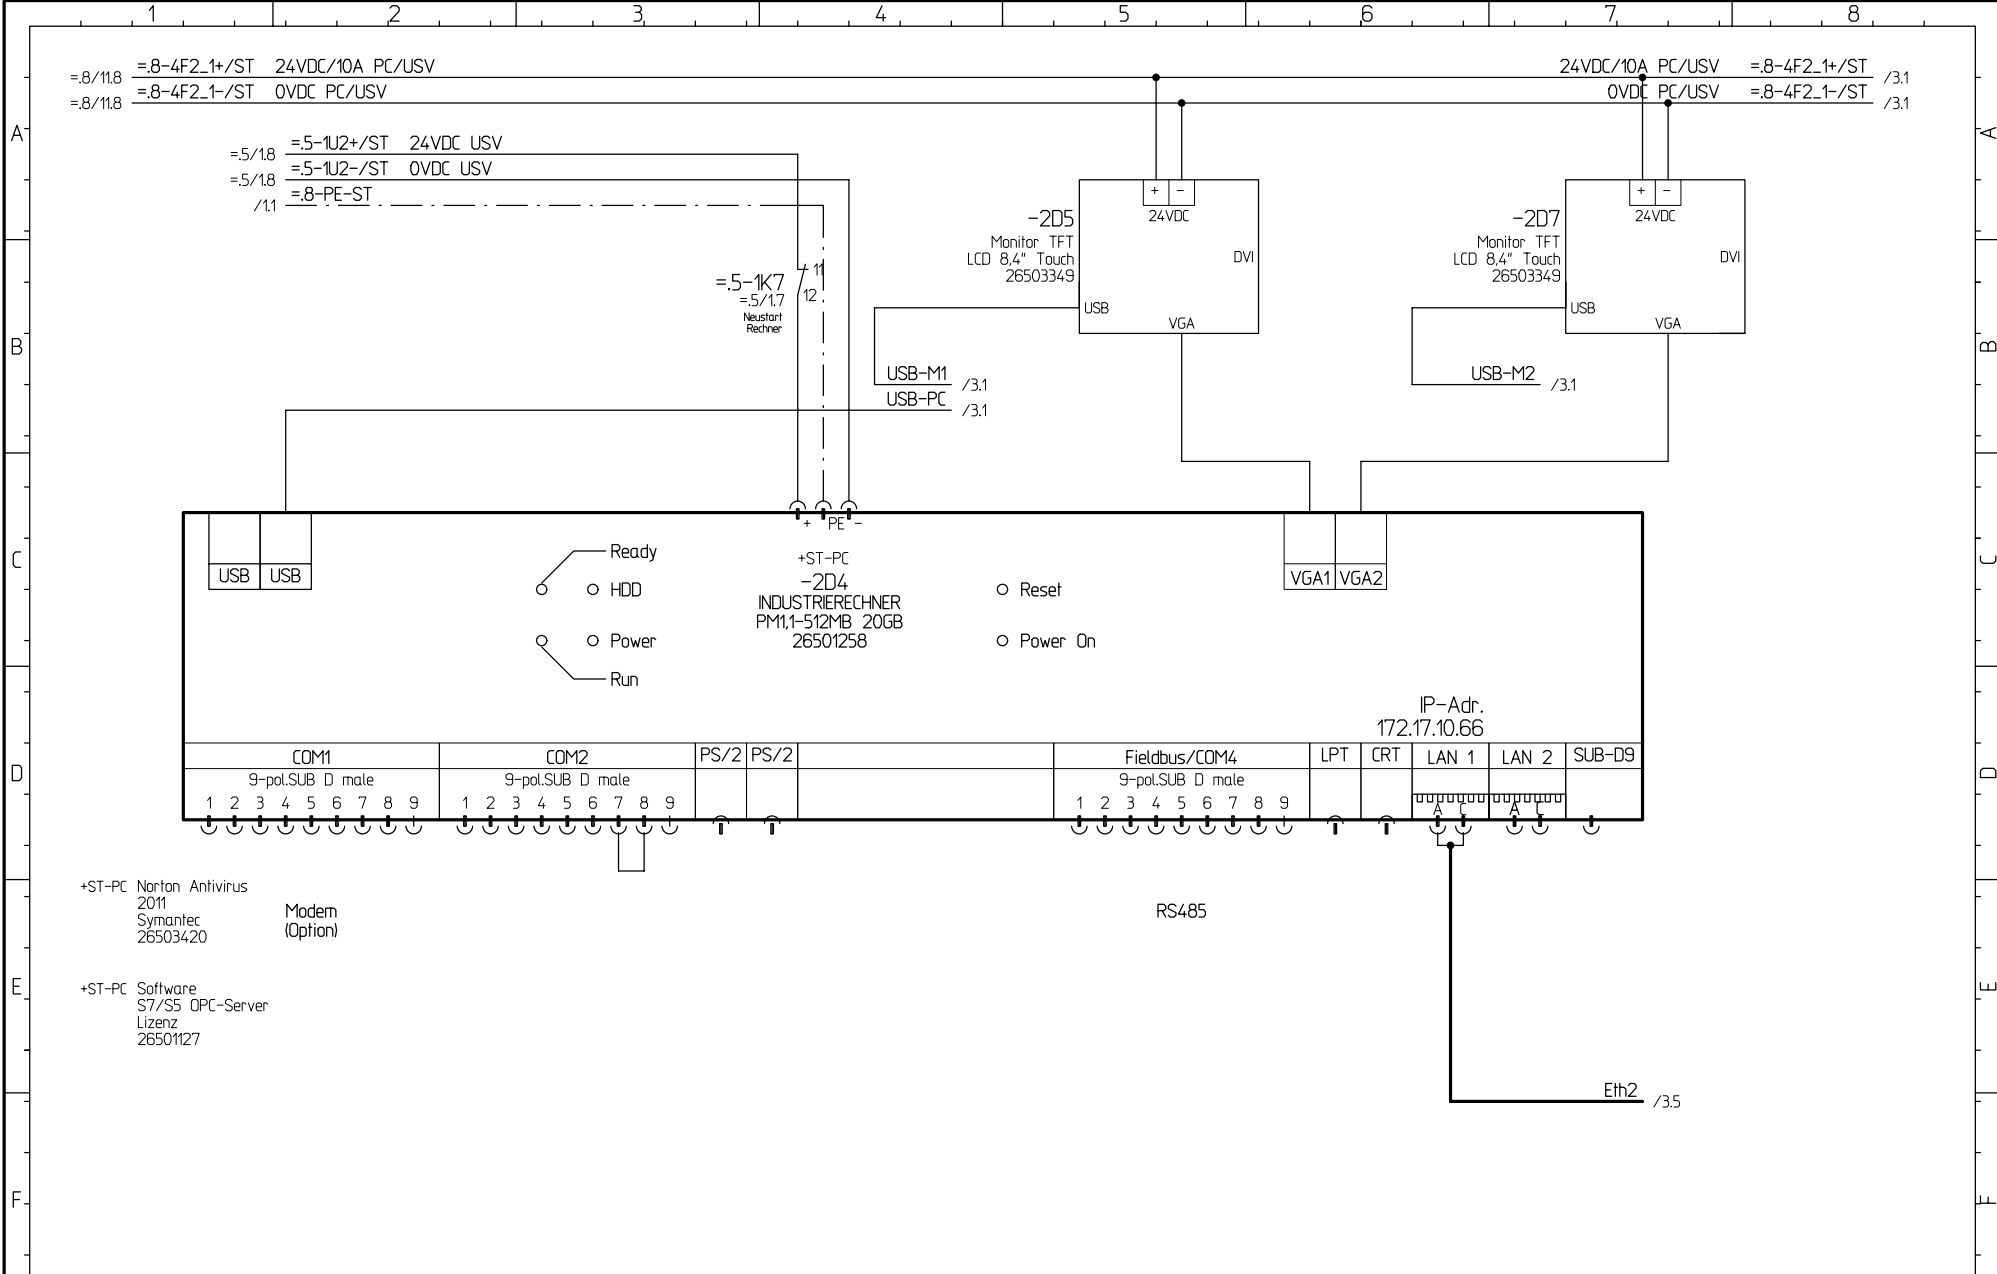 1 2 3 4 5 6 7 8
=.8/11.8 =.8-4F2_1+/ST 24VDC/10A PC/USV 24VDC/10A PC/USV =.8-4F2_1+/ST /3.1
=.8/11.8 =.8-4F2_1-/ST 0VDC PC/USV 0VDC PC/USV =.8-4F2_1-/ST /3.1
A A
=.5/1.8 =.5-1U2+/ST 24VDC USV
=.5/1.8 =.5-1U2-/ST 0VDC USV
/1.1 =.8-PE-ST
+ -
24VDC
-2D5
Monitor TFT
LCD 8,4" Touch
26503349
DVI
USB
VGA
+ -
24VDC
-2D7
Monitor TFT
LCD 8,4" Touch
26503349
DVI
USB
VGA
=.5-1K7
=.5/1.7
Neustart
Rechner
11
12
B B
USB-M1 /3.1
USB-PC /3.1
USB-M2 /3.1
+ PE -
C C
USB USB
Ready
HDD
Power
Run
+ST-PC
-2D4
INDUSTRIERECHNER
PM1,1-512MB 20GB
26501258
Reset
Power On
VGA1 VGA2
IP-Adr.
172.17.10.66
D D
COM1 COM2 PS/2 PS/2 Fieldbus/COM4 LPT CRT LAN 1 LAN 2 SUB-D9
9-pol.SUB D male 9-pol.SUB D male 9-pol.SUB D male
1 2 3 4 5 6 7 8 9 1 2 3 4 5 6 7 8 9 1 2 3 4 5 6 7 8 9 A C A C
+ST-PC Norton Antivirus
2011
Symantec
26503420
Modem
(Option)
RS485
E E
+ST-PC Software
S7/S5 OPC-Server
Lizenz
26501127
Eth2 /3.5
F F